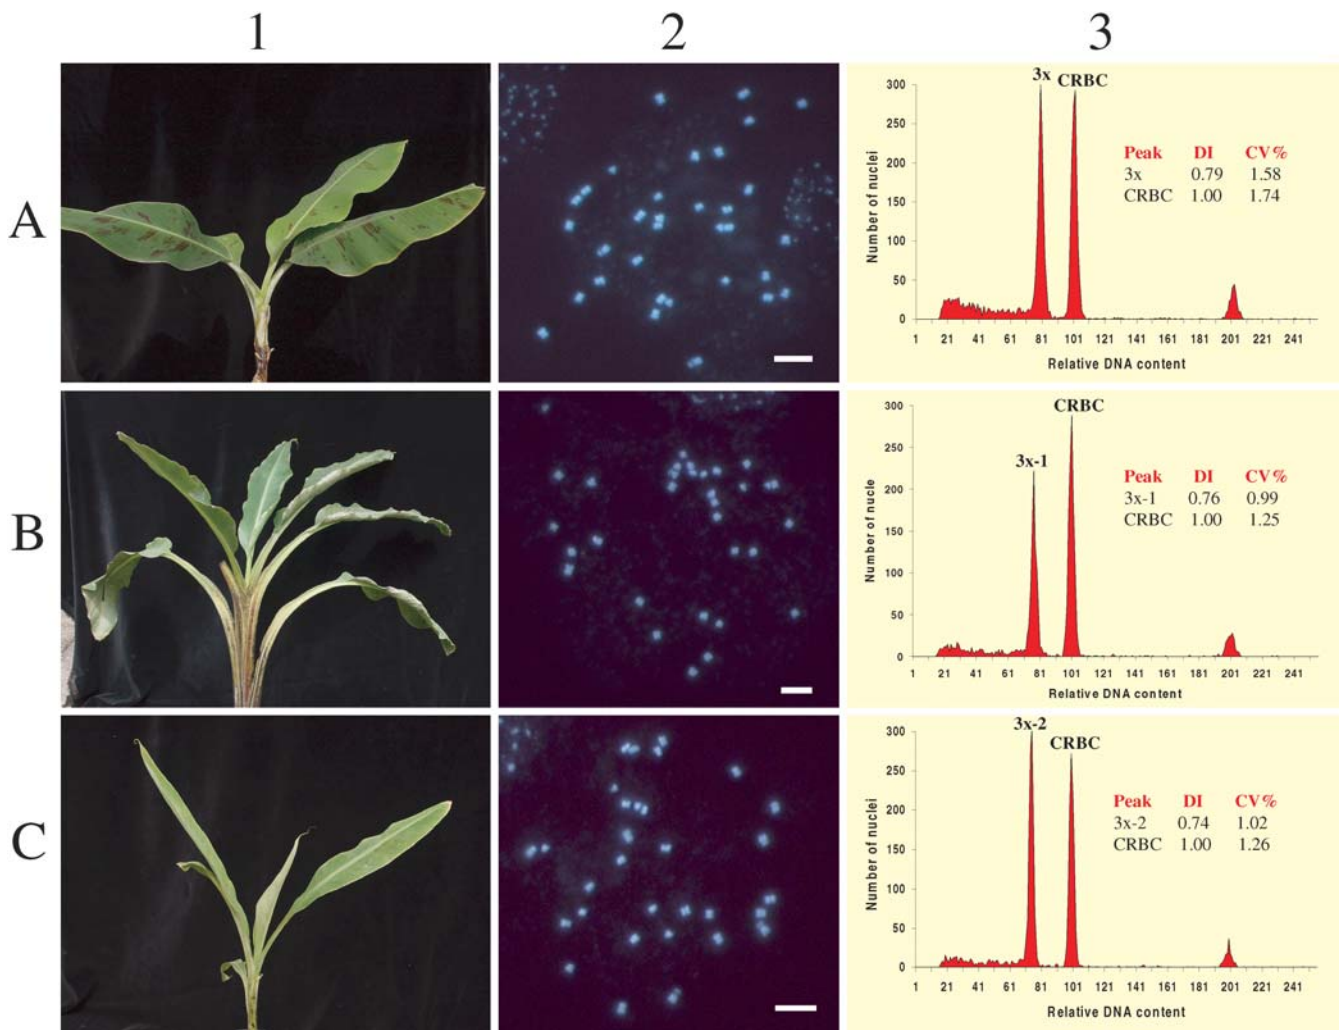 1 2 3
A
3x CRBC
300
250
200
150
100
50
0
Number of nuclei
Peak DI CV%
3x 0.79 1.58
CRBC 1.00 1.74
1 21 41 61 81 101 121 141 161 181 201 221 241
Relative DNA content
B
CRBC
3x-1
300
250
200
150
100
50
0
Number of nucle
Peak DI CV%
3x-1 0.76 0.99
CRBC 1.00 1.25
1 21 41 61 81 101 121 141 161 181 201 221 241
Relative DNA content
C
3x-2
CRBC
300
250
200
150
100
50
0
Number of nuclei
Peak DI CV%
3x-2 0.74 1.02
CRBC 1.00 1.26
1 21 41 61 81 101 121 141 161 181 201 221 241
Relative DNA content